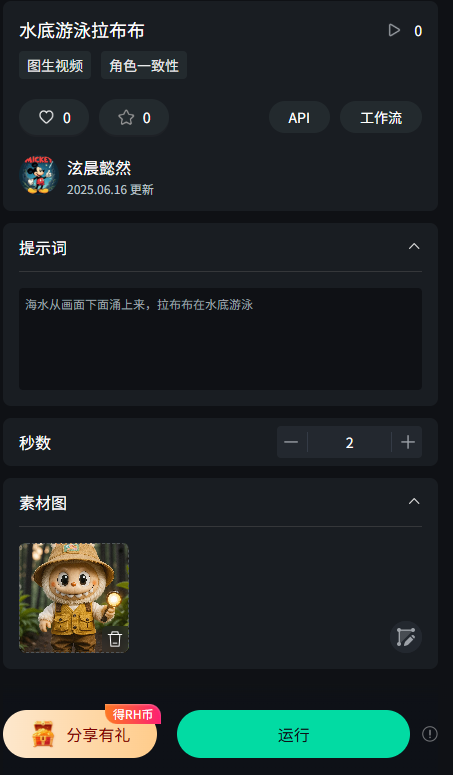 水底游泳拉布布
0
图生视频 角色一致性
0 0 API 工作流
MICKEY
泫晨懿然
2025.06.16 更新
提示词
海水从画面下面涌上来，拉布布在水底游泳
秒数
2
素材图
得RH币
分享有礼
运行